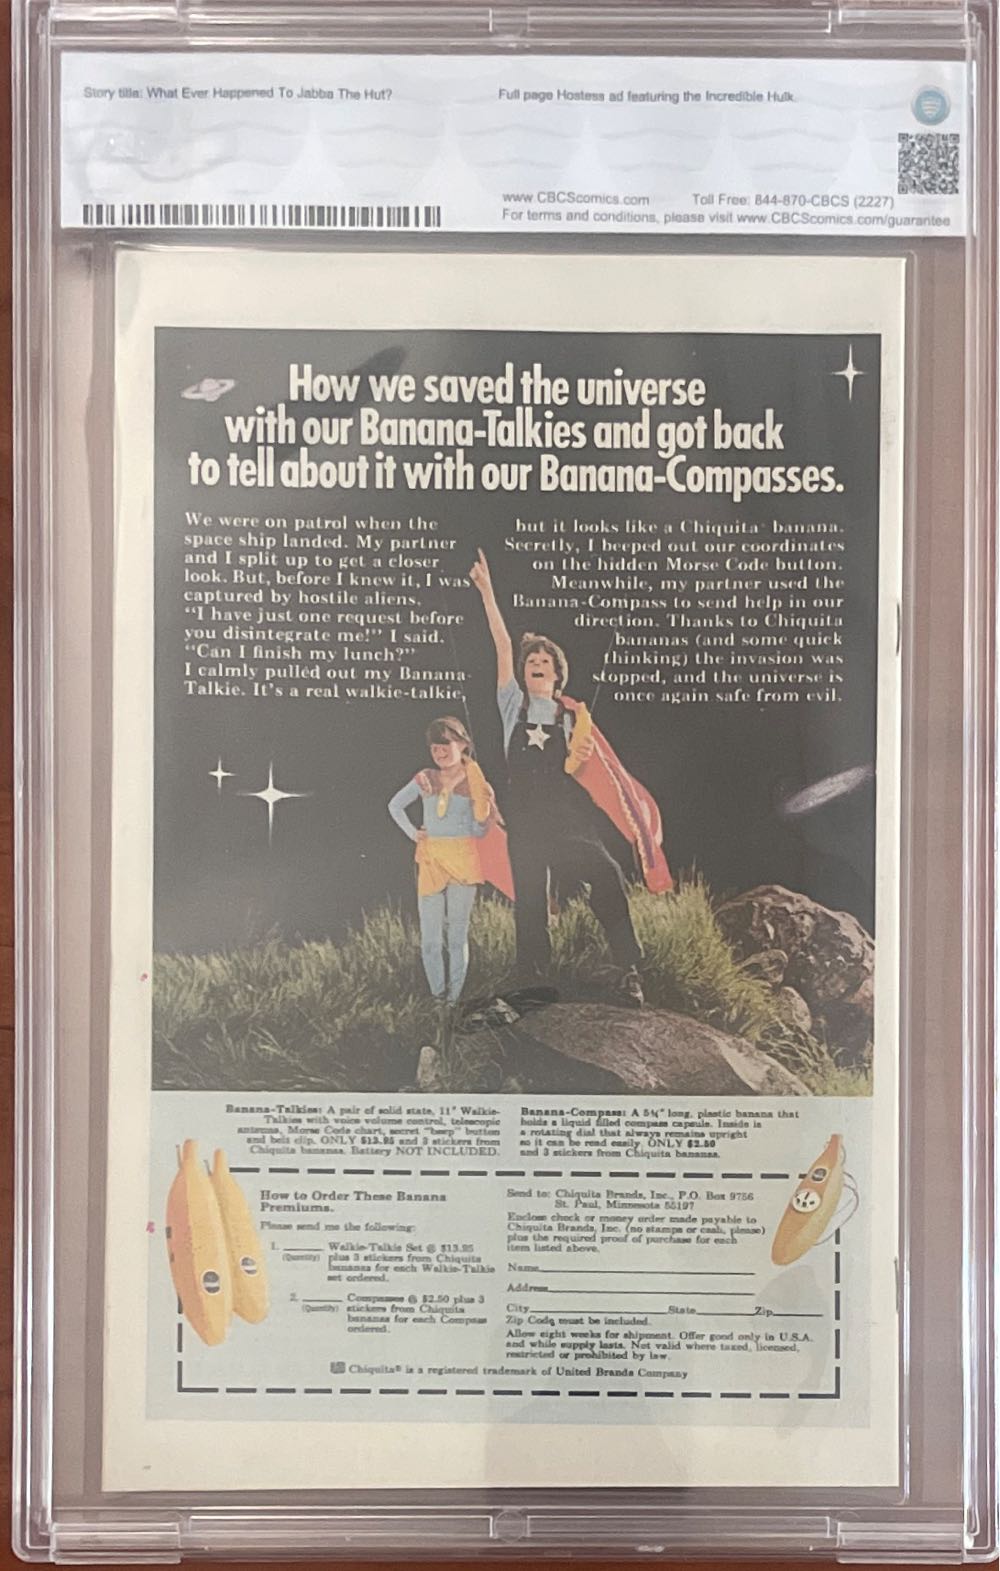 Story title: What Ever Happened To Jabba The Hut?
Full page Hostess ad featuring the Incredible Hulk.
www.CBCScomics.com Toll Free: 844-870-CBCS (2227)
For terms and conditions, please visit www.CBCScomics.com/guarantee
How we saved the universe
with our Banana-Talkies and got back
to tell about it with our Banana-Compasses.
We were on patrol when the
space ship landed. My partner
and I split up to get a closer
look. But, before I knew it, I was
captured by hostile aliens.
"I have just one request before
you disintegrate me!" I said.
"Can I finish my lunch?"
I calmly pulled out my Banana-
Talkie. It's a real walkie-talkie,
but it looks like a Chiquita banana.
Secretly, I beeped out our coordinates
on the hidden Morse Code button.
Meanwhile, my partner used the
Banana-Compass to send help in our
direction. Thanks to Chiquita
bananas (and some quick
thinking) the invasion was
stopped, and the universe is
once again safe from evil.
Banana-Talkies: A pair of solid state, 11" Walkie-
Talkies with voice volume control, telescopic
antenna, Morse Code chart, secret "beep" button
and belt clip. ONLY $13.95 and 3 stickers from
Chiquita bananas. Battery NOT INCLUDED.
Banana-Compass: A 5¼" long, plastic banana that
holds a liquid filled compass capsule. Inside is
a rotating dial that always remains upright
so it can be read easily. ONLY $2.50
and 3 stickers from Chiquita bananas.
How to Order These Banana
Premiums.
Please send me the following:
1. ______ Walkie-Talkie Set @ $13.95
(Quantity) plus 3 stickers from Chiquita
bananas for each Walkie-Talkie
set ordered.
2. ______ Compasses @ $2.50 plus 3
(Quantity) stickers from Chiquita
bananas for each Compass
ordered.
Send to: Chiquita Brands, Inc., P.O. Box 9756
St. Paul, Minnesota 55197
Enclose check or money order made payable to
Chiquita Brands, Inc. (no stamps or cash, please)
plus the required proof of purchase for each
item listed above.
Name
Address
City State Zip
Zip Code must be included.
Allow eight weeks for shipment. Offer good only in U.S.A.
and while supply lasts. Not valid where taxed, licensed,
restricted or prohibited by law.
Chiquita® is a registered trademark of United Brands Company